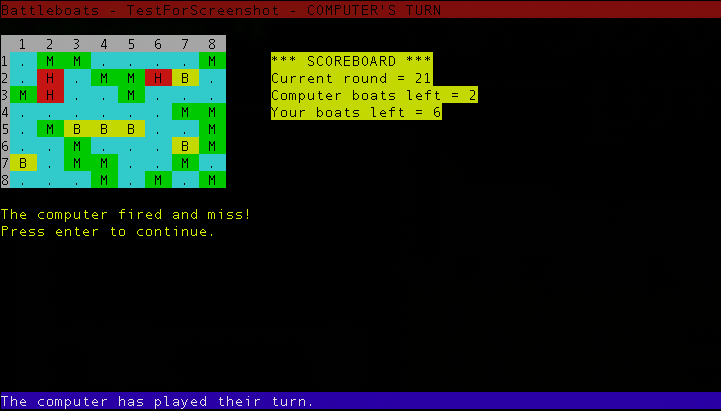 Battleboats - TestForScreenshot - COMPUTER'S TURN
1 2 3 4 5 6 7 8
1 . M M . . . . M
2 . H . M M H B .
3 M H . . M . . .
4 . . . . . . M M
5 . M B B B . . M
6 . . M . . . B M
7 B . M M . . M .
8 . . . M . M . M
*** SCOREBOARD ***
Current round = 21
Computer boats left = 2
Your boats left = 6
The computer fired and miss!
Press enter to continue.
The computer has played their turn.